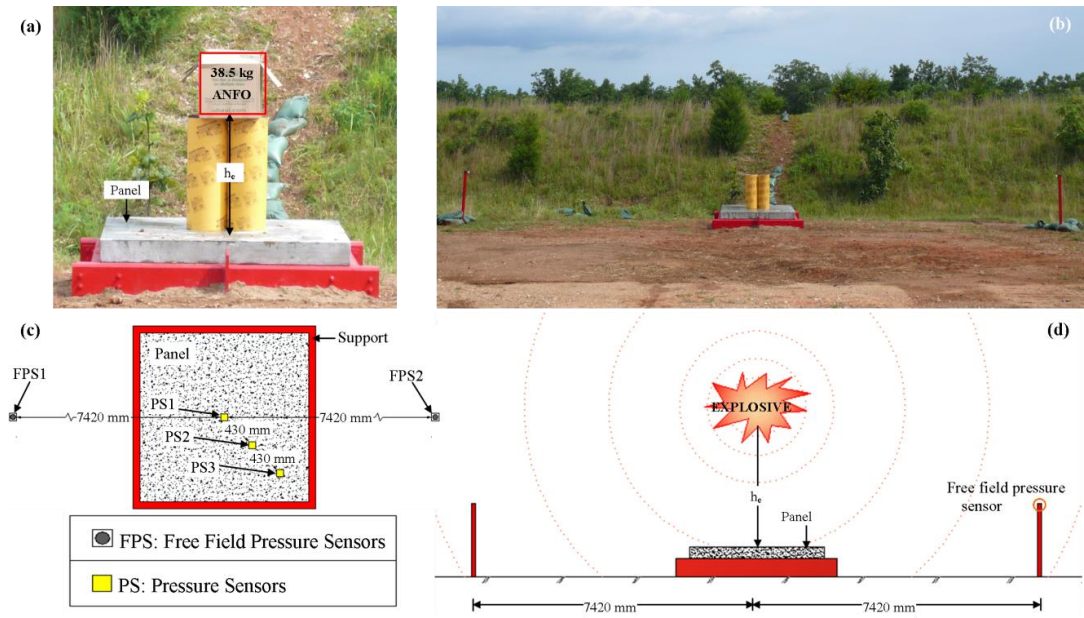 (a)
38.5 kg
ANFO
he
Panel
(b)
(c)
Panel
Support
FPS1
FPS2
PS1
7420 mm
7420 mm
430 mm
PS2
430 mm
PS3
FPS: Free Field Pressure Sensors
PS: Pressure Sensors
(d)
EXPLOSIVE
he
Panel
Free field pressure
sensor
7420 mm
7420 mm